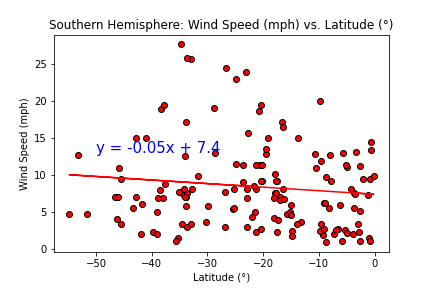 Southern Hemisphere: Wind Speed (mph) vs. Latitude (°)
Wind Speed (mph)
25
20
15
10
5
0
y = -0.05x + 7.4
−50 −40 −30 −20 −10 0
Latitude (°)